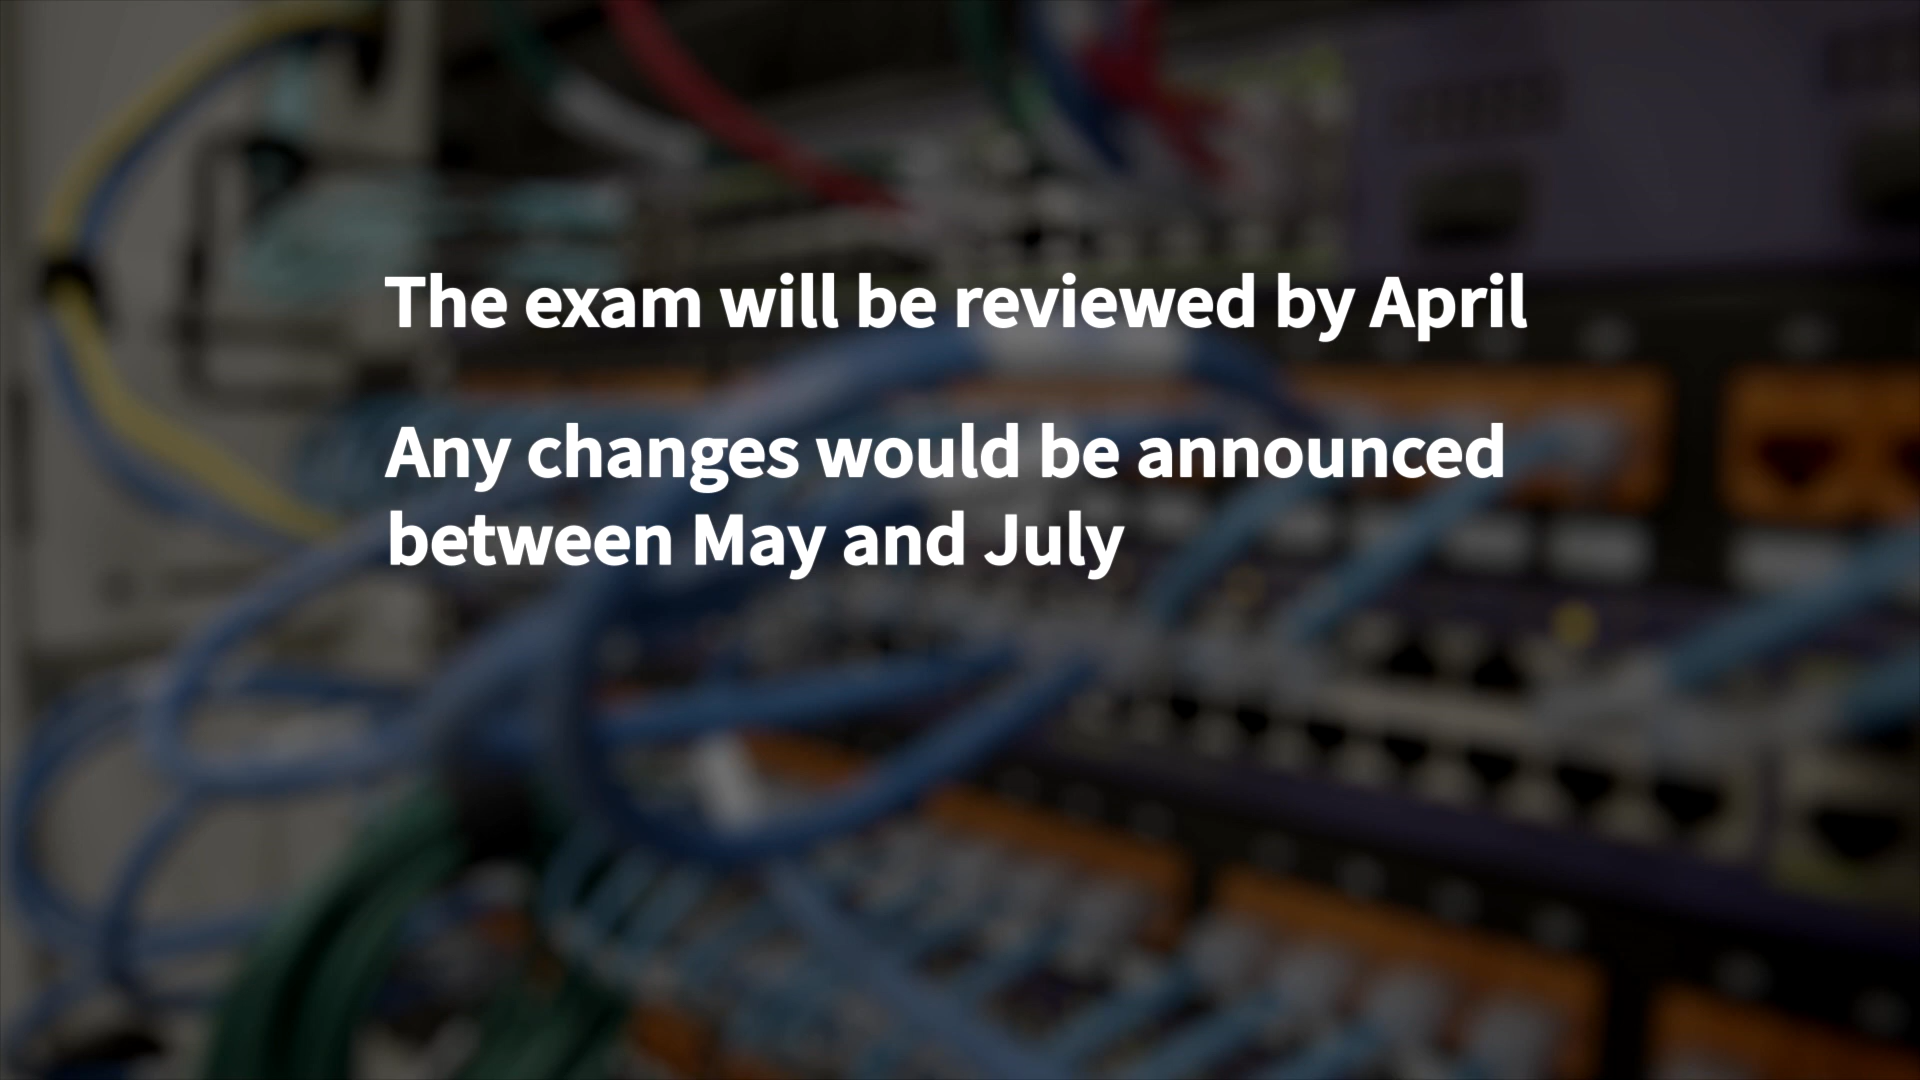 The exam will be reviewed by April
Any changes would be announced
between May and July